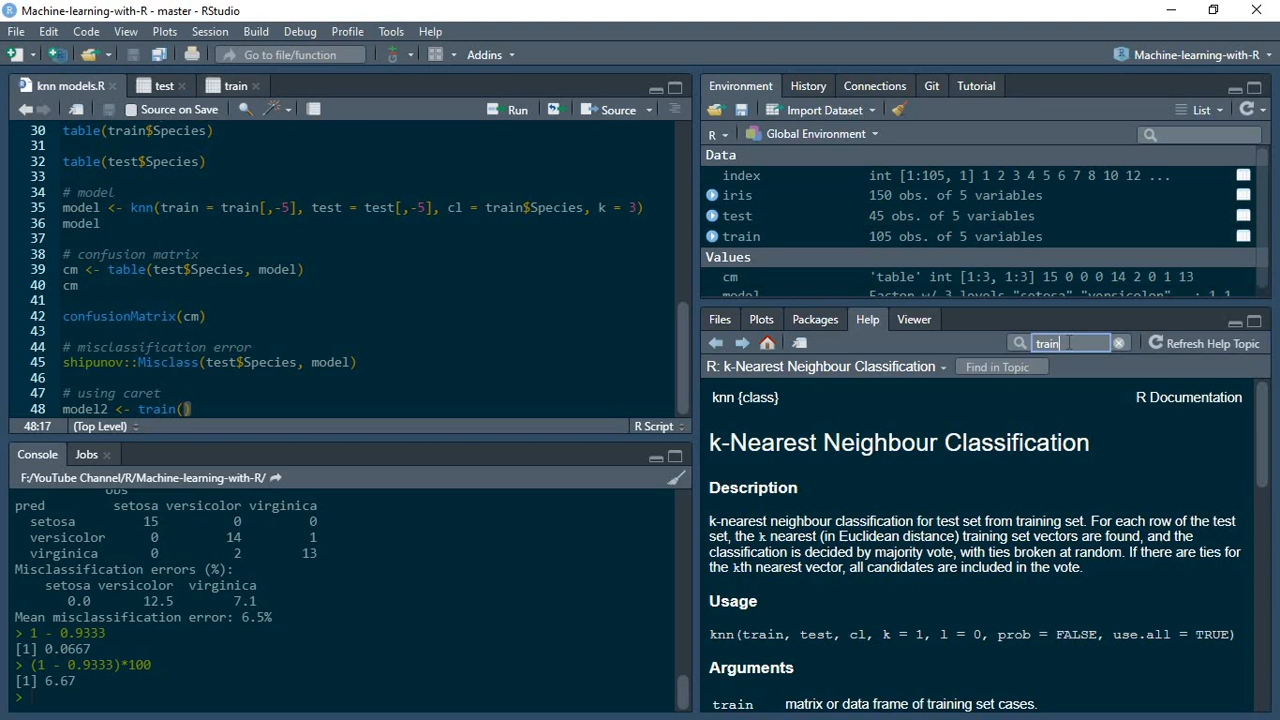 Machine-learning-with-R - master - RStudio
File Edit Code View Plots Session Build Debug Profile Tools Help
Go to file/function Addins Machine-learning-with-R
knn models.R test train
Source on Save Run Source
30 table(train$Species)
31
32 table(test$Species)
33
34 # model
35 model <- knn(train = train[,-5], test = test[,-5], cl = train$Species, k = 3)
36 model
37
38 # confusion matrix
39 cm <- table(test$Species, model)
40 cm
41
42 confusionMatrix(cm)
43
44 # misclassification error
45 shipunov::Misclass(test$Species, model)
46
47 # using caret
48 model2 <- train()
48:17 (Top Level) R Script
Console Jobs
F:/YouTube Channel/R/Machine-learning-with-R/
obs
pred setosa versicolor virginica
setosa 15 0 0
versicolor 0 14 1
virginica 0 2 13
Misclassification errors (%):
setosa versicolor virginica
0.0 12.5 7.1
Mean misclassification error: 6.5%
> 1 - 0.9333
[1] 0.0667
> (1 - 0.9333)*100
[1] 6.67
>
Environment History Connections Git Tutorial
Import Dataset List
R Global Environment
Data
index int [1:105, 1] 1 2 3 4 5 6 7 8 10 12 ...
iris 150 obs. of 5 variables
test 45 obs. of 5 variables
train 105 obs. of 5 variables
Values
cm 'table' int [1:3, 1:3] 15 0 0 0 14 2 0 1 13
model Factor w/ 3 levels "setosa" "versicolor" : 1 1
Files Plots Packages Help Viewer
train Refresh Help Topic
R: k-Nearest Neighbour Classification Find in Topic
knn {class} R Documentation
k-Nearest Neighbour Classification
Description
k-nearest neighbour classification for test set from training set. For each row of the test
set, the k nearest (in Euclidean distance) training set vectors are found, and the
classification is decided by majority vote, with ties broken at random. If there are ties for
the kth nearest vector, all candidates are included in the vote.
Usage
knn(train, test, cl, k = 1, l = 0, prob = FALSE, use.all = TRUE)
Arguments
train matrix or data frame of training set cases.